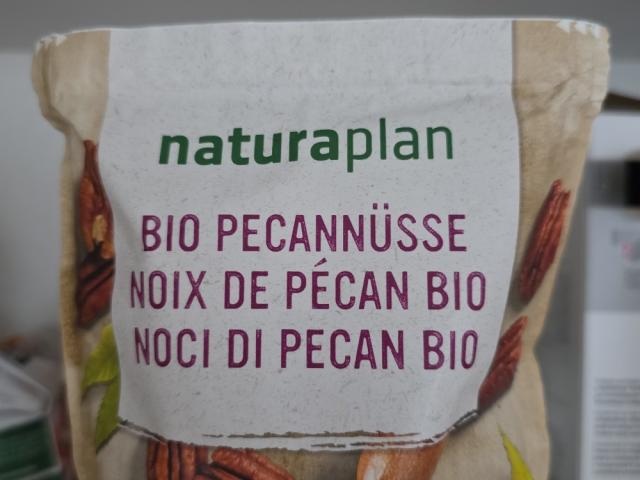 naturaplan
BIO PECANNÜSSE
NOIX DE PÉCAN BIO
NOCI DI PECAN BIO